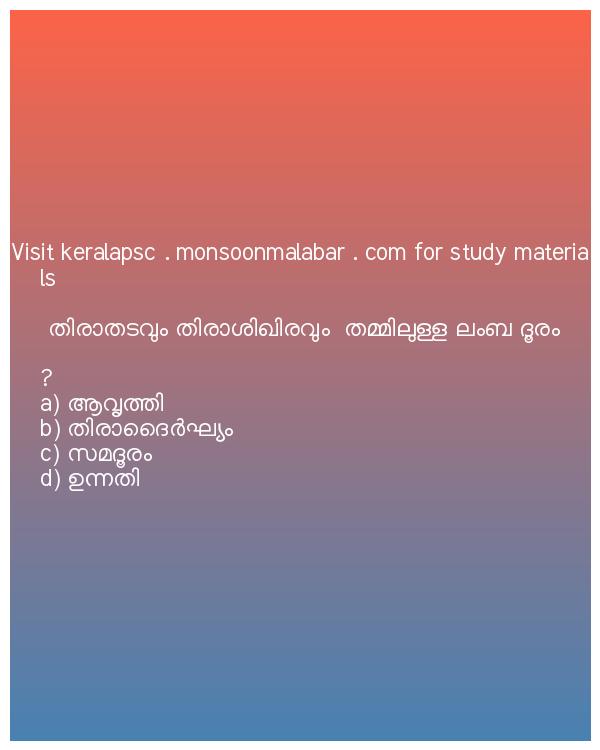 Visit keralapsc . monsoonmalabar . com for study materia
ls
തിരാതടവും തിരാശിഖിരവും  തമ്മിലുള്ള ലംബ ദൂരം
?
a) ആവൃത്തി
b) തിരാദൈർഘ്യം
c) സമദൂരം
d) ഉന്നതി